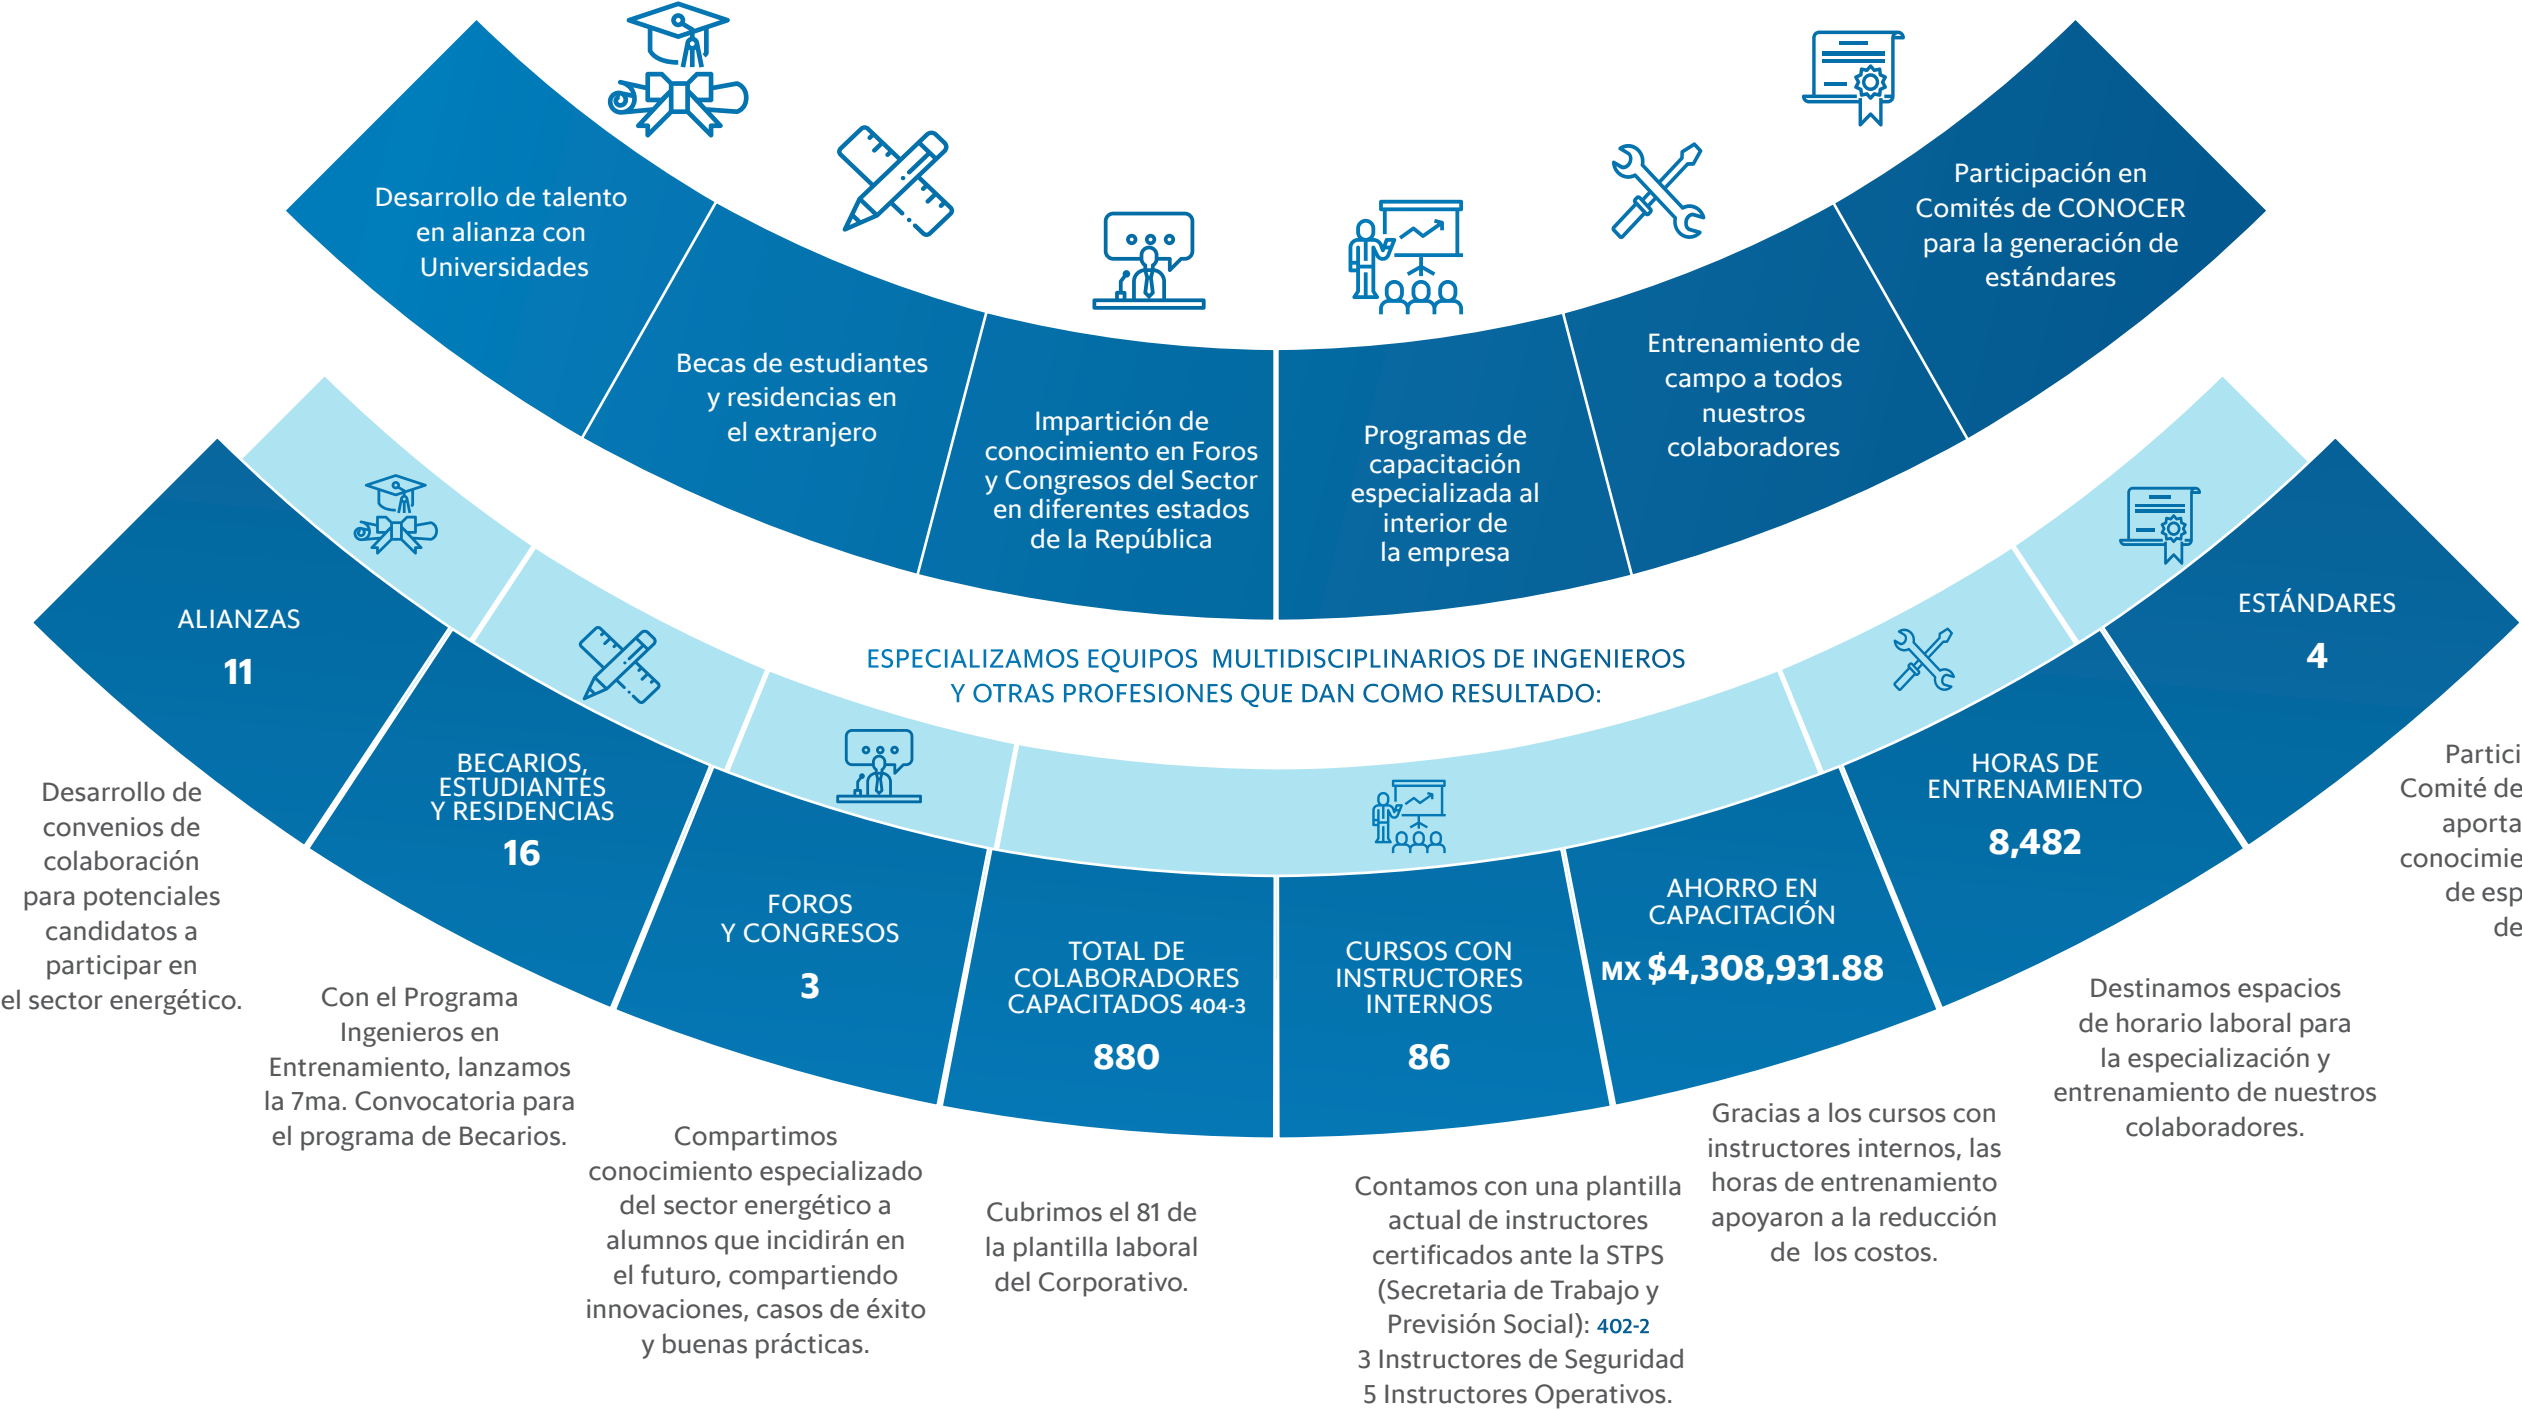 Desarrollo de talento
en alianza con
Universidades
Becas de estudiantes
y residencias en
el extranjero
Impartición de
conocimiento en Foros
y Congresos del Sector
en diferentes estados
de la República
Programas de
capacitación
especializada al
interior de
la empresa
Entrenamiento de
campo a todos
nuestros
colaboradores
Participación en
Comités de CONOCER
para la generación de
estándares
ESPECIALIZAMOS EQUIPOS MULTIDISCIPLINARIOS DE INGENIEROS
Y OTRAS PROFESIONES QUE DAN COMO RESULTADO:
ALIANZAS
11
Desarrollo de
convenios de
colaboración
para potenciales
candidatos a
participar en
el sector energético.
BECARIOS,
ESTUDIANTES
Y RESIDENCIAS
16
Con el Programa
Ingenieros en
Entrenamiento, lanzamos
la 7ma. Convocatoria para
el programa de Becarios.
FOROS
Y CONGRESOS
3
Compartimos
conocimiento especializado
del sector energético a
alumnos que incidirán en
el futuro, compartiendo
innovaciones, casos de éxito
y buenas prácticas.
TOTAL DE
COLABORADORES
CAPACITADOS 404-3
880
Cubrimos el 81 de
la plantilla laboral
del Corporativo.
CURSOS CON
INSTRUCTORES
INTERNOS
86
Contamos con una plantilla
actual de instructores
certificados ante la STPS
(Secretaria de Trabajo y
Previsión Social): 402-2
3 Instructores de Seguridad
5 Instructores Operativos.
AHORRO EN
CAPACITACIÓN
MX $4,308,931.88
Gracias a los cursos con
instructores internos, las
horas de entrenamiento
apoyaron a la reducción
de los costos.
HORAS DE
ENTRENAMIENTO
8,482
Destinamos espacios
de horario laboral para
la especialización y
entrenamiento de nuestros
colaboradores.
ESTÁNDARES
4
Comité de
de